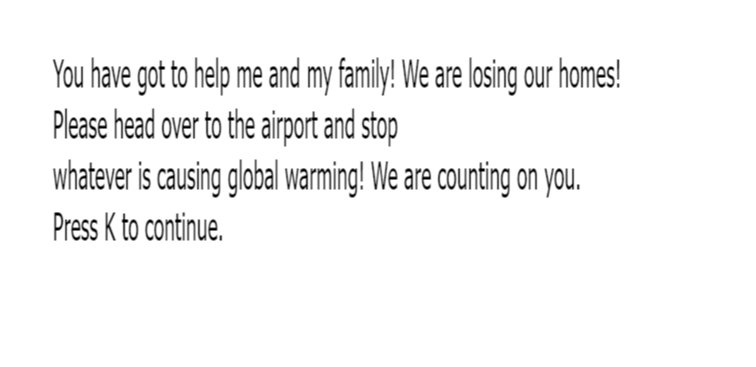 You have got to help me and my family! We are losing our homes!
Please head over to the airport and stop
whatever is causing global warming! We are counting on you.
Press K to continue.